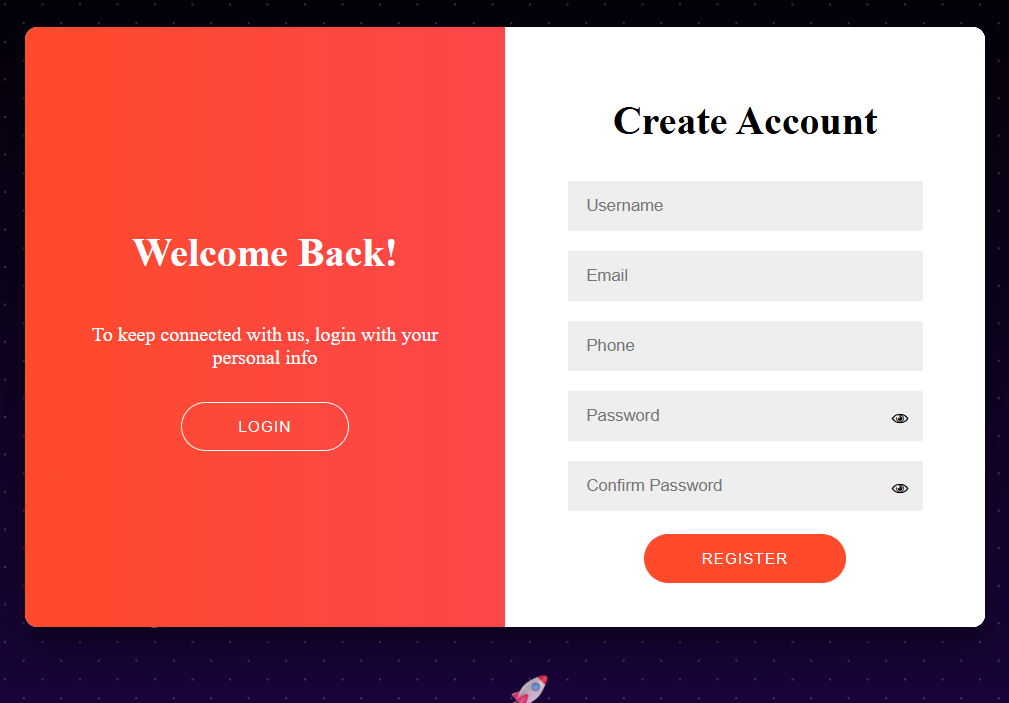 Welcome Back!
To keep connected with us, login with your
personal info
LOGIN
Create Account
Username
Email
Phone
Password
Confirm Password
REGISTER